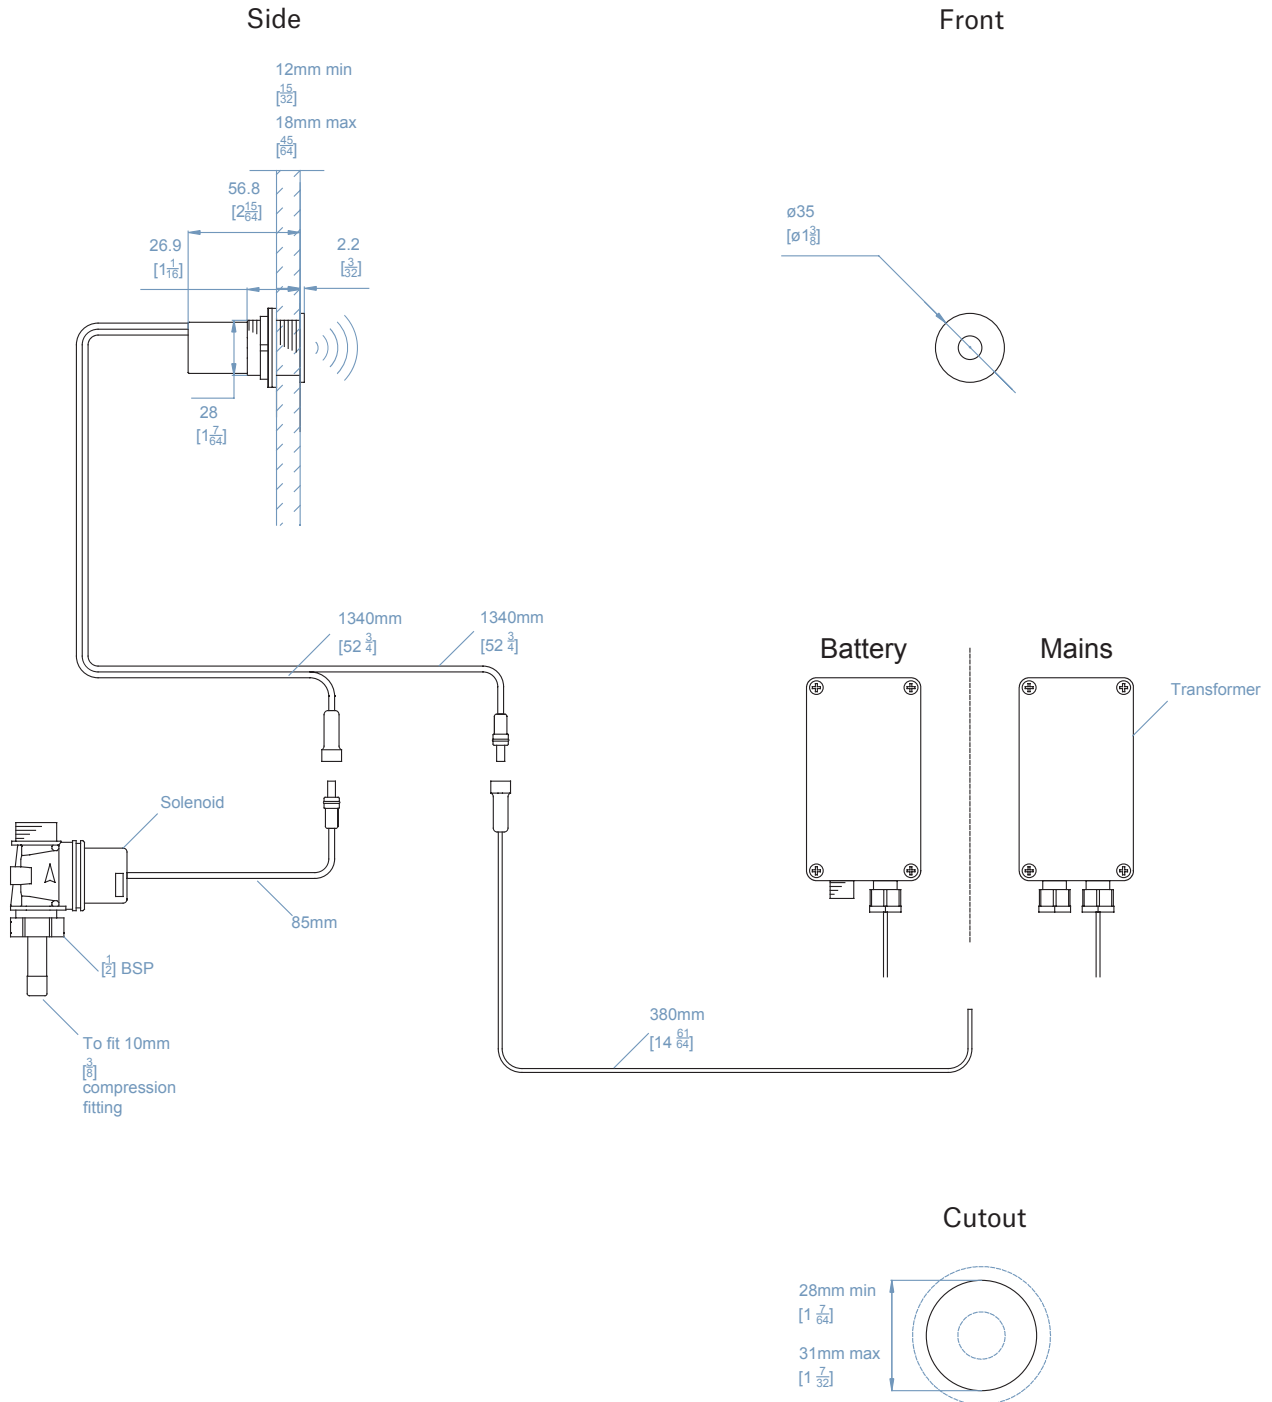 Side
Front
12mm min
[15/32]
18mm max
[45/64]
56.8
[2 15/64]
26.9
[1 1/16]
2.2
[3/32]
28
[1 7/64]
ø35
[ø1 3/8]
1340mm
[52 3/4]
1340mm
[52 3/4]
Battery
Mains
Transformer
Solenoid
85mm
[1/2] BSP
To fit 10mm
[3/8]
compression
fitting
380mm
[14 61/64]
Cutout
28mm min
[1 7/64]
31mm max
[1 7/32]